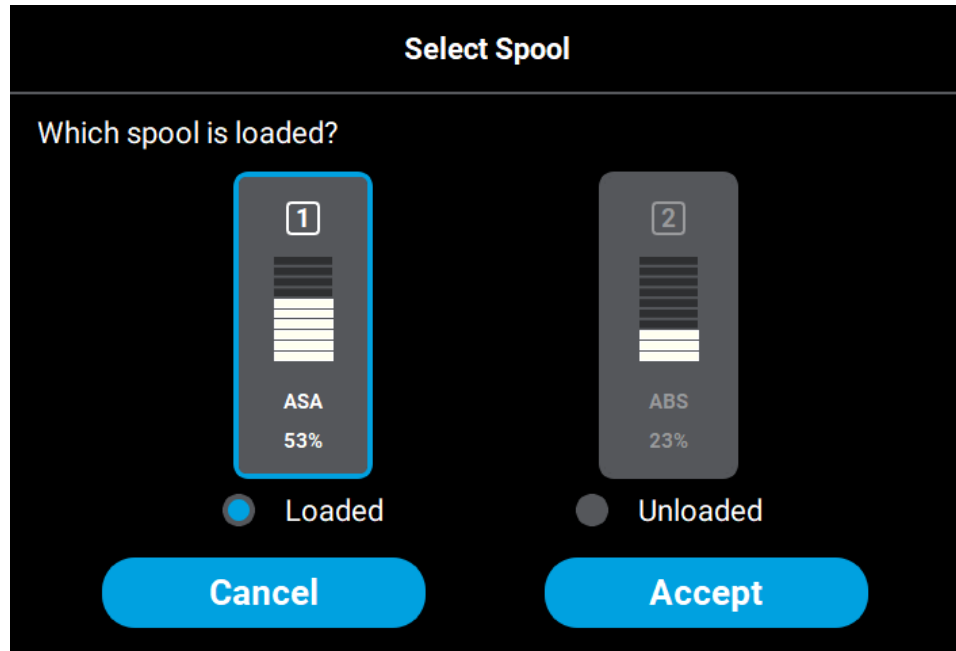 Select Spool
Which spool is loaded?
1
2
ASA
ABS
53%
23%
Loaded
Unloaded
Cancel
Accept